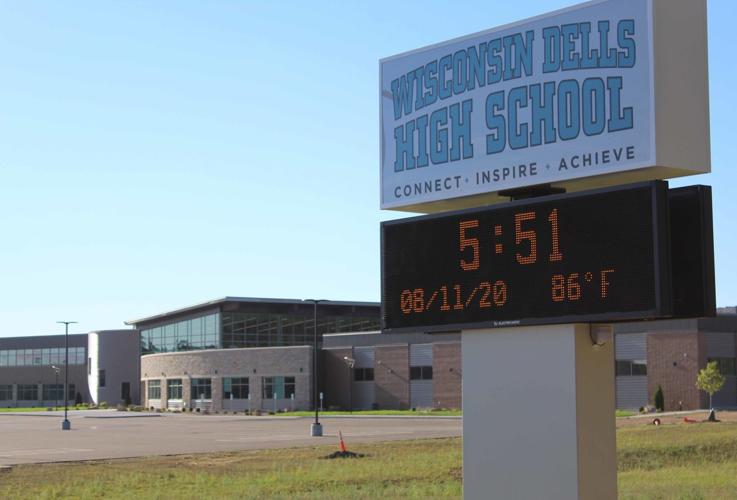 WISCONSIN DELLS
HIGH SCHOOL
CONNECT • INSPIRE • ACHIEVE
5:51
08/11/20 86°F